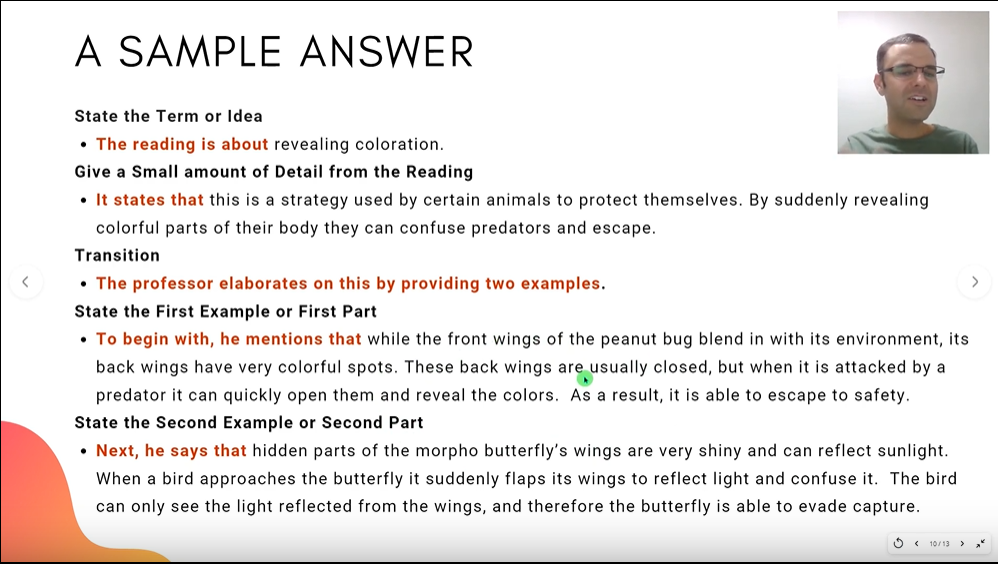 A SAMPLE ANSWER
State the Term or Idea
• The reading is about revealing coloration.
Give a Small amount of Detail from the Reading
• It states that this is a strategy used by certain animals to protect themselves. By suddenly revealing
colorful parts of their body they can confuse predators and escape.
Transition
• The professor elaborates on this by providing two examples.
State the First Example or First Part
• To begin with, he mentions that while the front wings of the peanut bug blend in with its environment, its
back wings have very colorful spots. These back wings are usually closed, but when it is attacked by a
predator it can quickly open them and reveal the colors.  As a result, it is able to escape to safety.
State the Second Example or Second Part
• Next, he says that hidden parts of the morpho butterfly's wings are very shiny and can reflect sunlight.
When a bird approaches the butterfly it suddenly flaps its wings to reflect light and confuse it.  The bird
can only see the light reflected from the wings, and therefore the butterfly is able to evade capture.
10/13